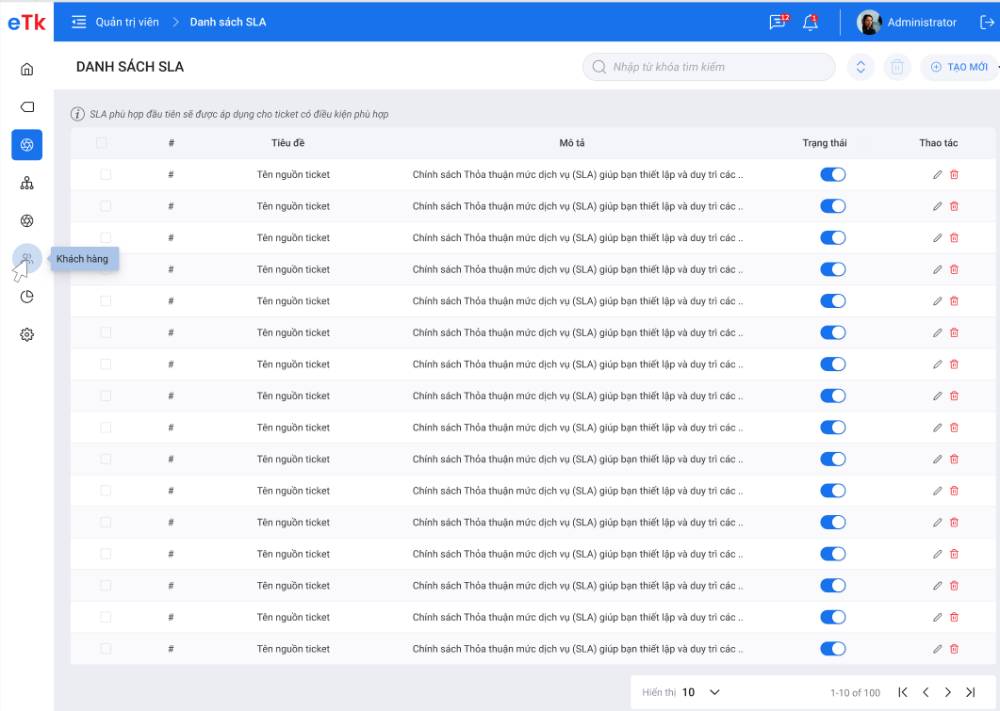 eTk
Quản trị viên > Danh sách SLA
12
1
Administrator
DANH SÁCH SLA
Nhập từ khóa tìm kiếm
TẠO MỚI
SLA phù hợp đầu tiên sẽ được áp dụng cho ticket có điều kiện phù hợp
# Tiêu đề Mô tả Trạng thái Thao tác
# Tên nguồn ticket Chính sách Thỏa thuận mức dịch vụ (SLA) giúp bạn thiết lập và duy trì các ..
# Tên nguồn ticket Chính sách Thỏa thuận mức dịch vụ (SLA) giúp bạn thiết lập và duy trì các ..
# Tên nguồn ticket Chính sách Thỏa thuận mức dịch vụ (SLA) giúp bạn thiết lập và duy trì các ..
Khách hàng
# Tên nguồn ticket Chính sách Thỏa thuận mức dịch vụ (SLA) giúp bạn thiết lập và duy trì các ..
# Tên nguồn ticket Chính sách Thỏa thuận mức dịch vụ (SLA) giúp bạn thiết lập và duy trì các ..
# Tên nguồn ticket Chính sách Thỏa thuận mức dịch vụ (SLA) giúp bạn thiết lập và duy trì các ..
# Tên nguồn ticket Chính sách Thỏa thuận mức dịch vụ (SLA) giúp bạn thiết lập và duy trì các ..
# Tên nguồn ticket Chính sách Thỏa thuận mức dịch vụ (SLA) giúp bạn thiết lập và duy trì các ..
# Tên nguồn ticket Chính sách Thỏa thuận mức dịch vụ (SLA) giúp bạn thiết lập và duy trì các ..
# Tên nguồn ticket Chính sách Thỏa thuận mức dịch vụ (SLA) giúp bạn thiết lập và duy trì các ..
# Tên nguồn ticket Chính sách Thỏa thuận mức dịch vụ (SLA) giúp bạn thiết lập và duy trì các ..
# Tên nguồn ticket Chính sách Thỏa thuận mức dịch vụ (SLA) giúp bạn thiết lập và duy trì các ..
# Tên nguồn ticket Chính sách Thỏa thuận mức dịch vụ (SLA) giúp bạn thiết lập và duy trì các ..
# Tên nguồn ticket Chính sách Thỏa thuận mức dịch vụ (SLA) giúp bạn thiết lập và duy trì các ..
# Tên nguồn ticket Chính sách Thỏa thuận mức dịch vụ (SLA) giúp bạn thiết lập và duy trì các ..
# Tên nguồn ticket Chính sách Thỏa thuận mức dịch vụ (SLA) giúp bạn thiết lập và duy trì các ..
Hiển thị 10 1-10 of 100